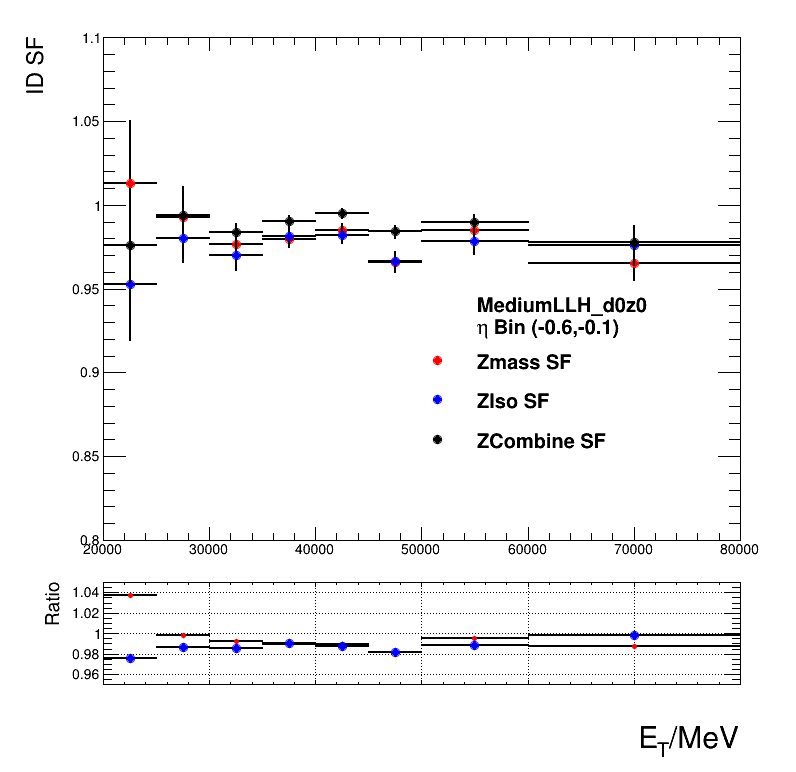 ID SF
1.1
1.05
1
0.95
0.9
0.85
0.8
MediumLLH_d0z0
η Bin (-0.6,-0.1)
Zmass SF
ZIso SF
ZCombine SF
20000 30000 40000 50000 60000 70000 80000
Ratio
1.04
1.02
1
0.98
0.96
E_T/MeV